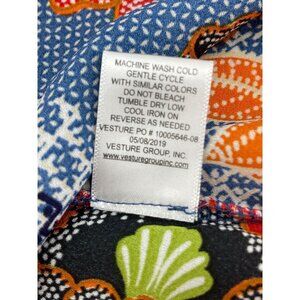 MACHINE WASH COLD
GENTLE CYCLE
WITH SIMILAR COLORS
DO NOT BLEACH
TUMBLE DRY LOW
COOL IRON ON
REVERSE AS NEEDED
VESTURE PO # 10005646-08
05/08/2019
VESTURE GROUP, INC.
www.vesturegroupinc.com